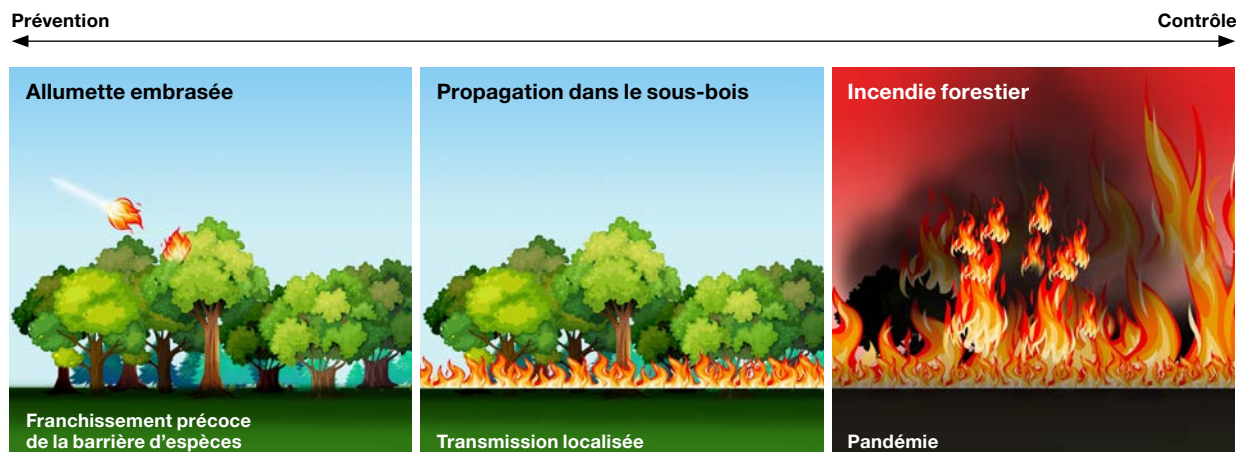 Prévention
Contrôle
Allumette embrasée
Franchissement précoce
de la barrière d'espèces
Propagation dans le sous-bois
Transmission localisée
Incendie forestier
Pandémie